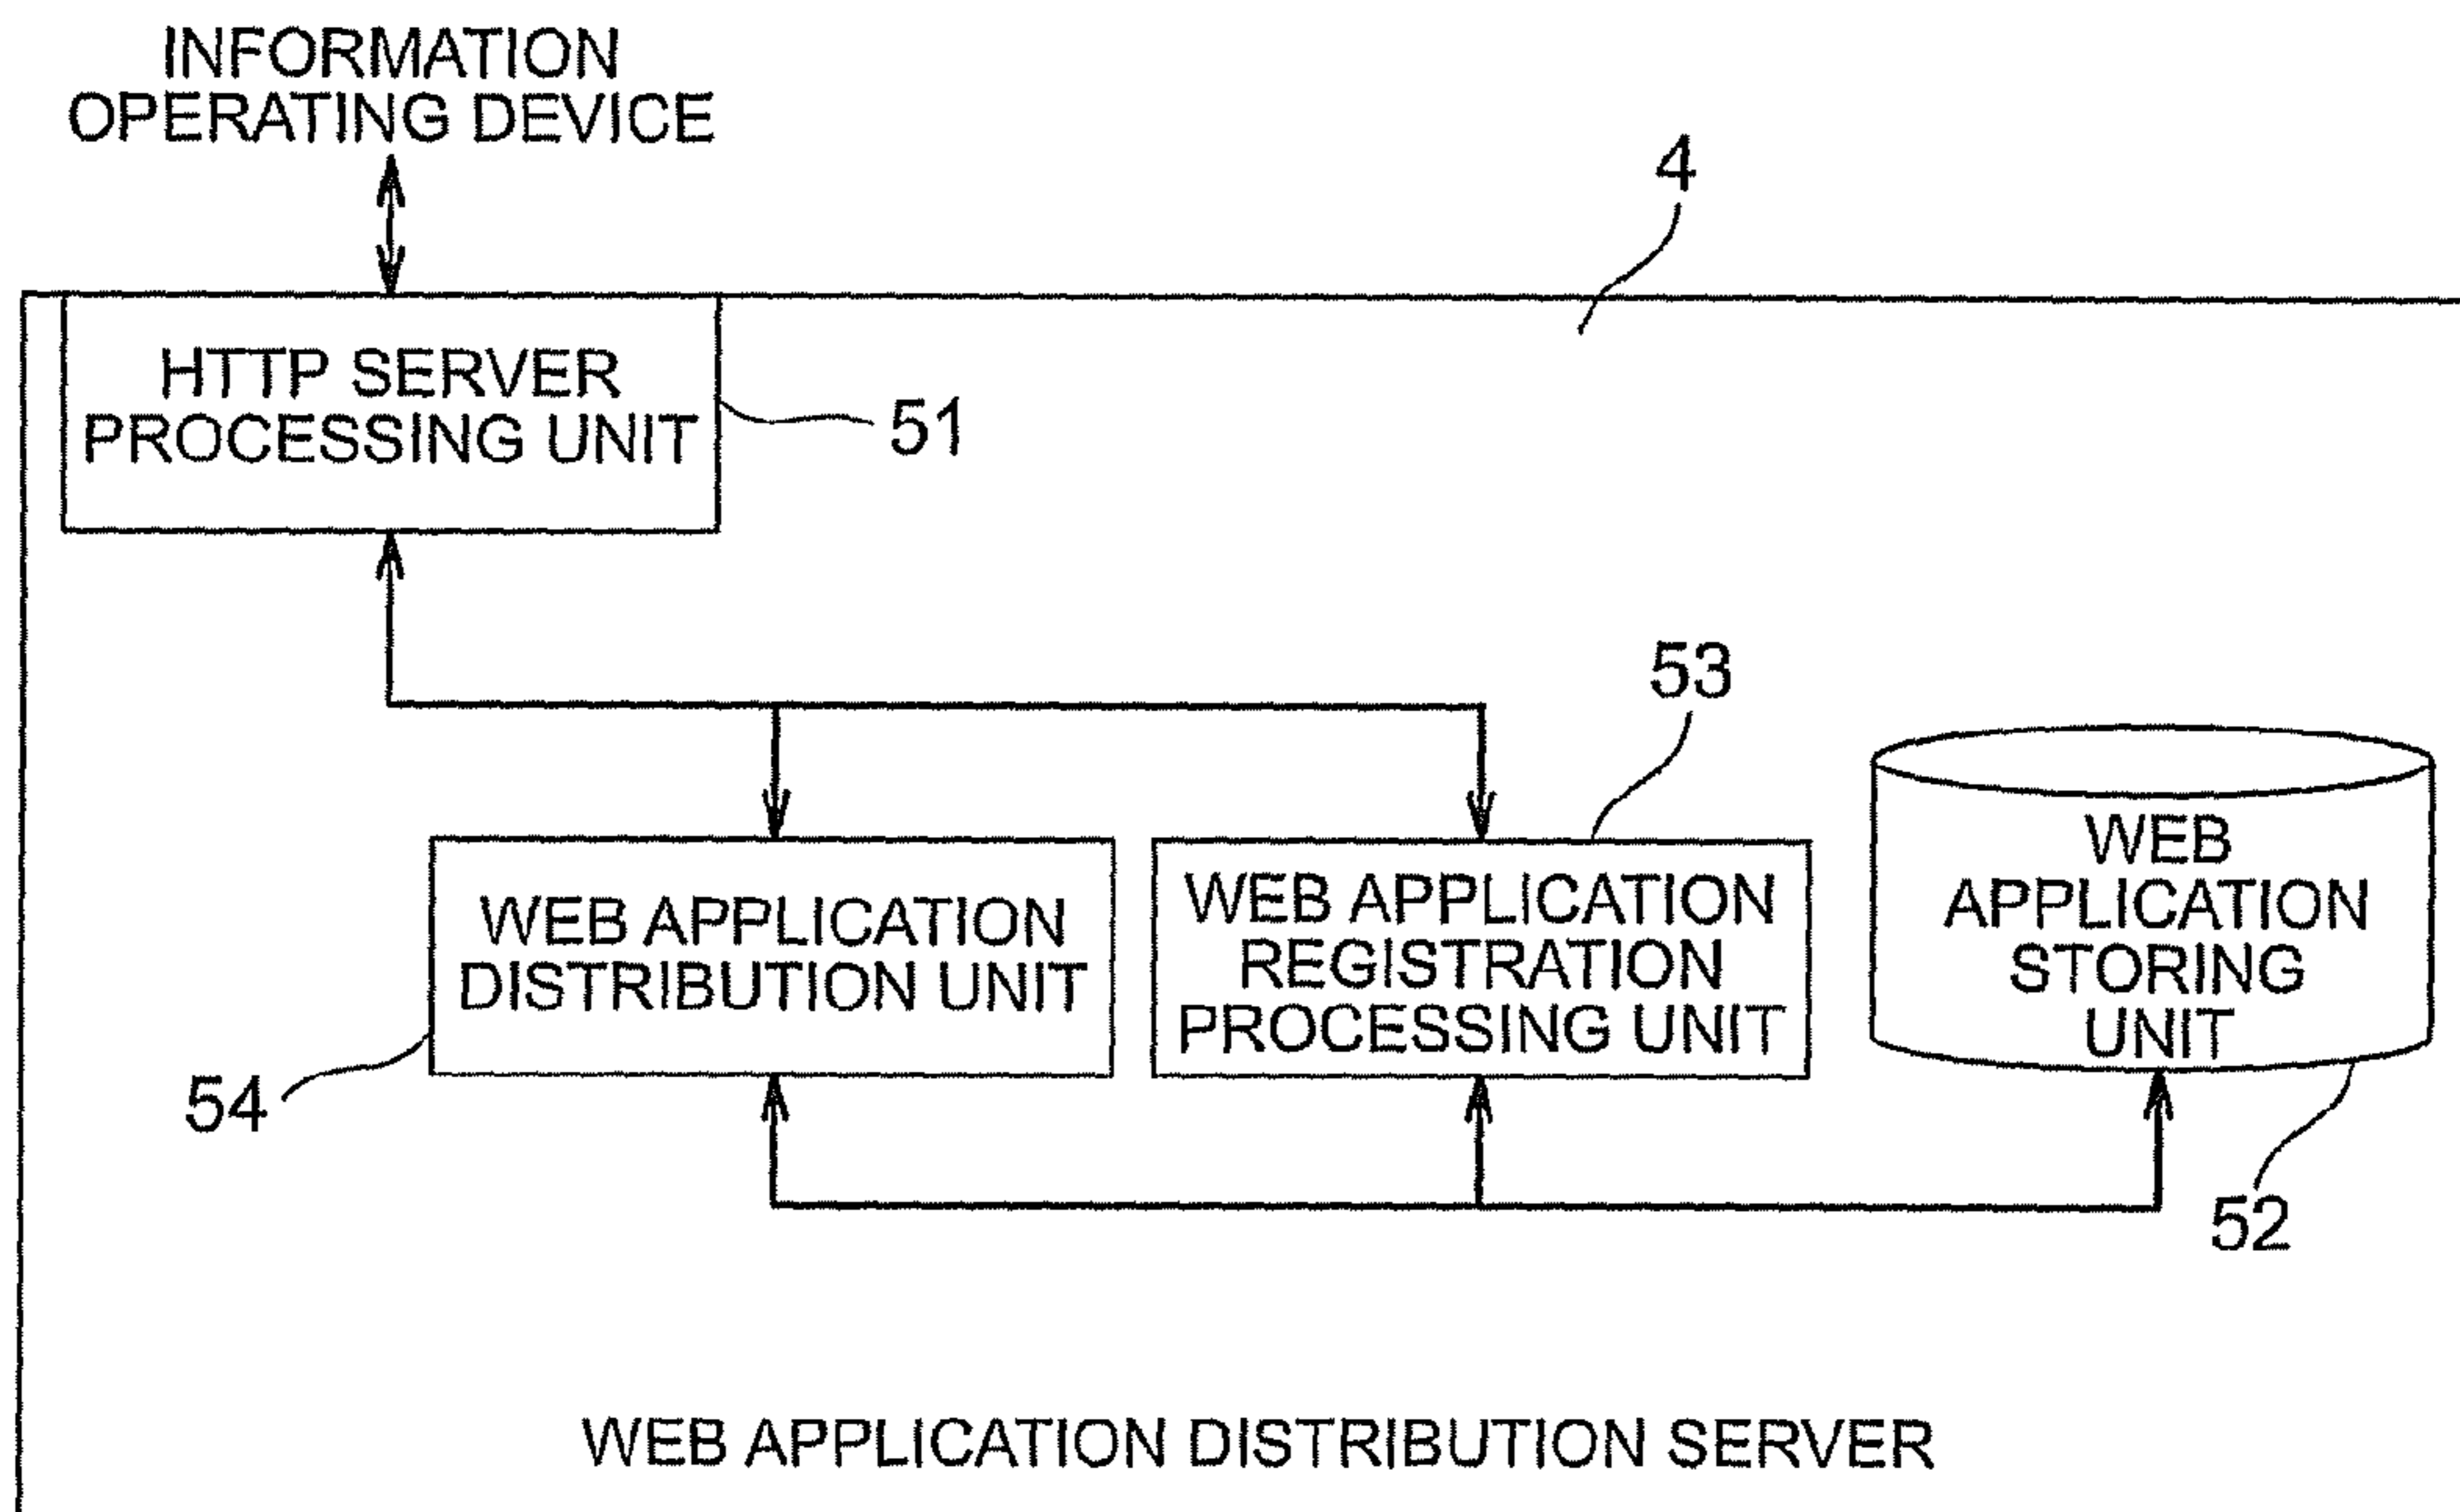 INFORMATION
OPERATING DEVICE
4
HTTP SERVER
PROCESSING UNIT
51
53
WEB APPLICATION
DISTRIBUTION UNIT
54
WEB APPLICATION
REGISTRATION
PROCESSING UNIT
WEB
APPLICATION
STORING
UNIT
52
WEB APPLICATION DISTRIBUTION SERVER